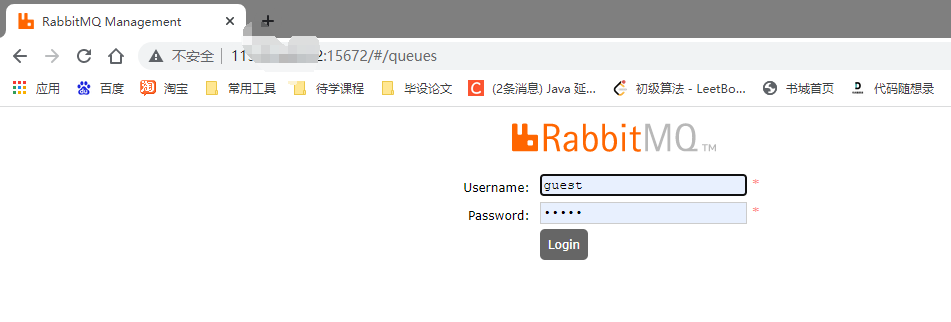 RabbitMQ Management
不安全 11 2:15672/#/queues
应用 百度 淘宝 常用工具 待学课程 毕设论文 C (2条消息) Java 延... 初级算法 - LeetBo... 书城首页 代码随想录
RabbitMQ TM
Username: guest *
Password: ••••• *
Login